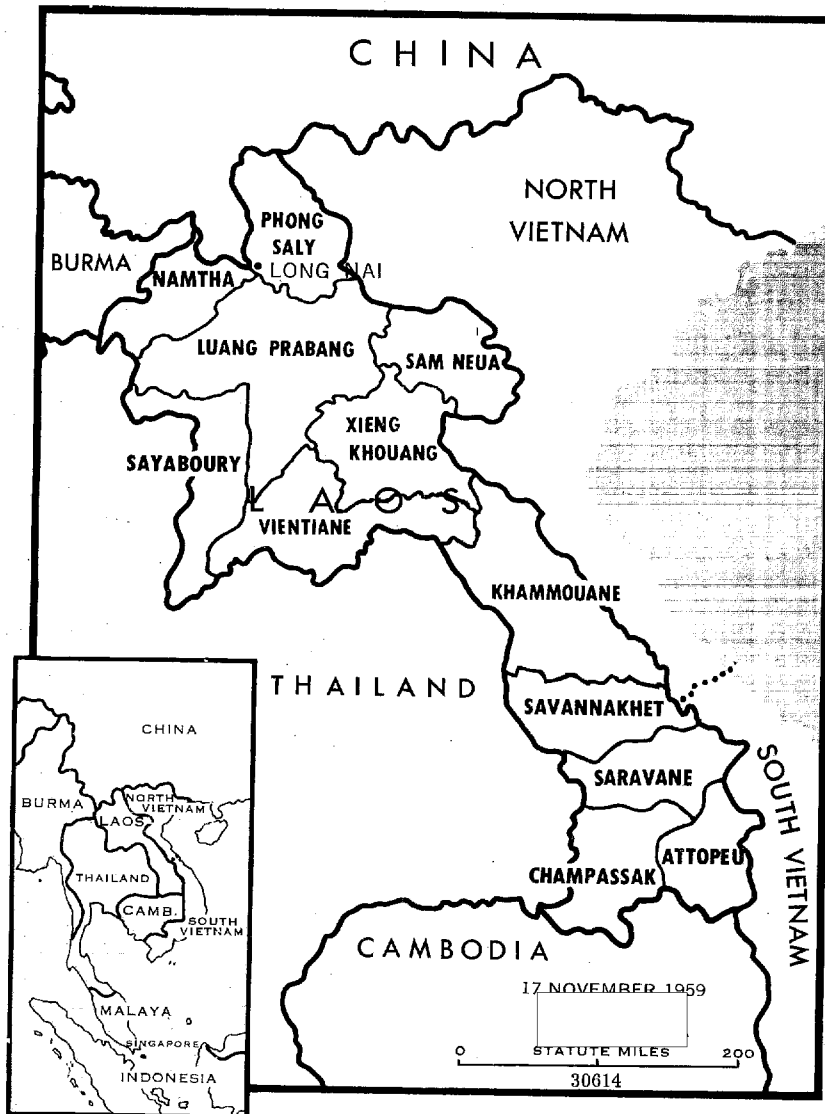 CHINA
NORTH
VIETNAM
PHONG
SALY
BURMA
NAMTHA
LONG NAI
LUANG PRABANG
SAM NEUA
XIENG
KHOUANG
SAYABOURY
LAOS
VIENTIANE
KHAMMOUANE
THAILAND
SAVANNAKHET
SARAVANE
SOUTH VIETNAM
ATTOPEU
CHAMPASSAK
CAMBODIA
17 NOVEMBER 1959
0 STATUTE MILES 200
30614
CHINA
BURMA
NORTH
VIETNAM
LAOS
THAILAND
CAMB.
SOUTH
VIETNAM
MALAYA
SINGAPORE
INDONESIA